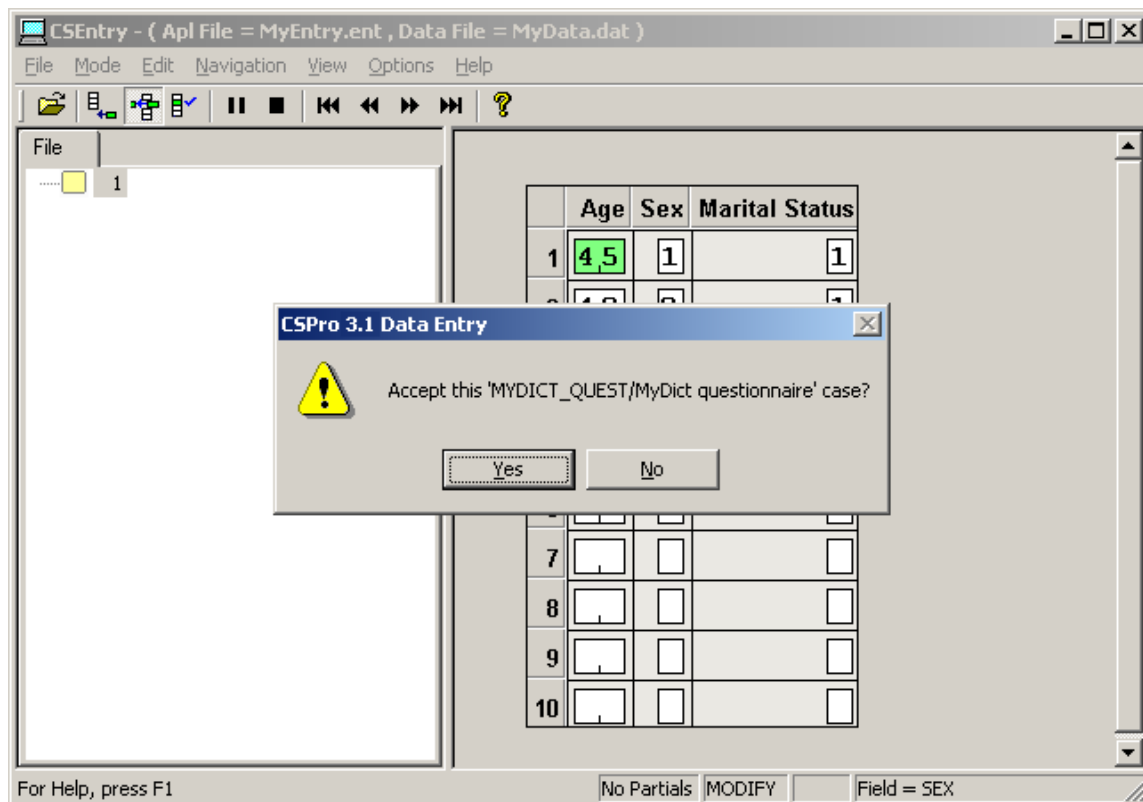 CSEntry - ( Apl File = MyEntry.ent , Data File = MyData.dat )
File Mode Edit Navigation View Options Help
File
1
Age Sex Marital Status
1 4 5 1 1
CSPro 3.1 Data Entry
Accept this 'MYDICT_QUEST/MyDict questionnaire' case?
Yes No
7
8
9
10
For Help, press F1 No Partials MODIFY Field = SEX